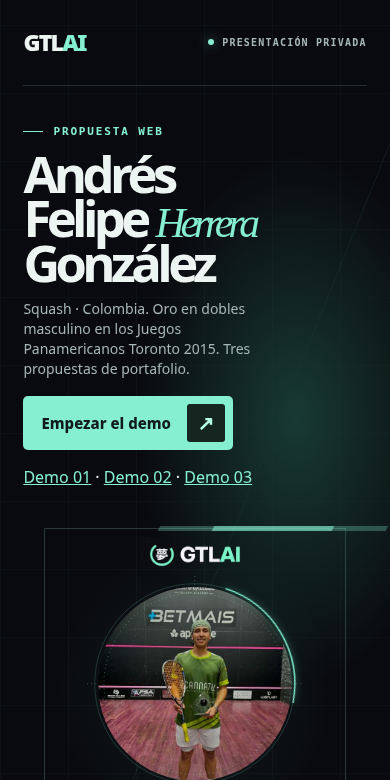 GTLAI
PRESENTACIÓN PRIVADA
PROPUESTA WEB
Andrés
Felipe Herrera
González
Squash · Colombia. Oro en dobles
masculino en los Juegos
Panamericanos Toronto 2015. Tres
propuestas de portafolio.
Empezar el demo ↗
Demo 01 · Demo 02 · Demo 03
夢 GTLAI
BETMAIS